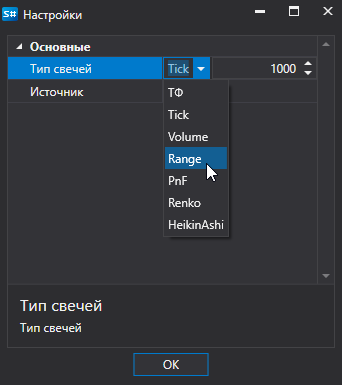 S# Настройки
Основные
Тип свечей Tick 1000
Источник
ТФ
Tick
Volume
Range
PnF
Renko
HeikinAshi
Тип свечей
Тип свечей
OK